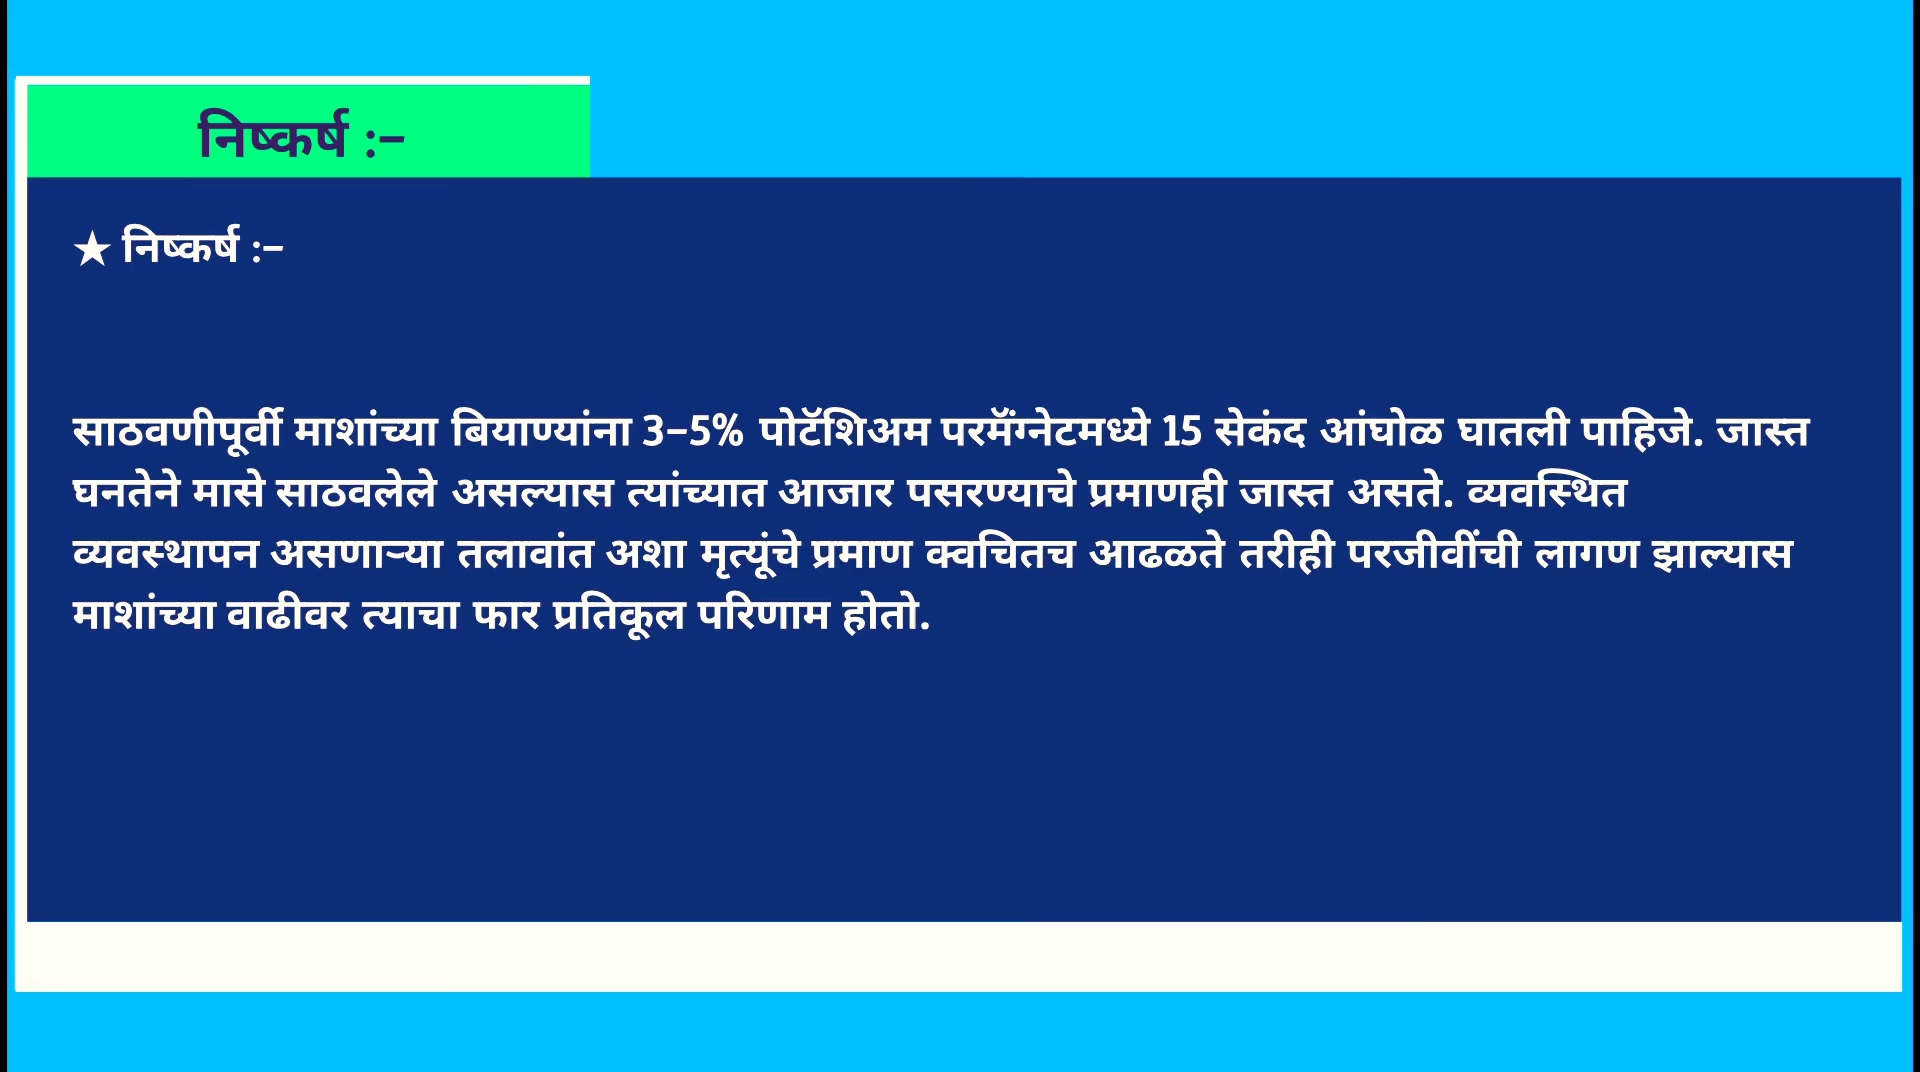 निष्कर्ष :–
★ निष्कर्ष :–
साठवणीपूर्वी माशांच्या बियाण्यांना 3–5% पोटॅशिअम परमॅंग्नेटमध्ये 15 सेकंद आंघोळ घातली पाहिजे. जास्त
घनतेने मासे साठवलेले असल्यास त्यांच्यात आजार पसरण्याचे प्रमाणही जास्त असते. व्यवस्थित
व्यवस्थापन असणाऱ्या तलावांत अशा मृत्यूंचे प्रमाण क्वचितच आढळते तरीही परजीवींची लागण झाल्यास
माशांच्या वाढीवर त्याचा फार प्रतिकूल परिणाम होतो.